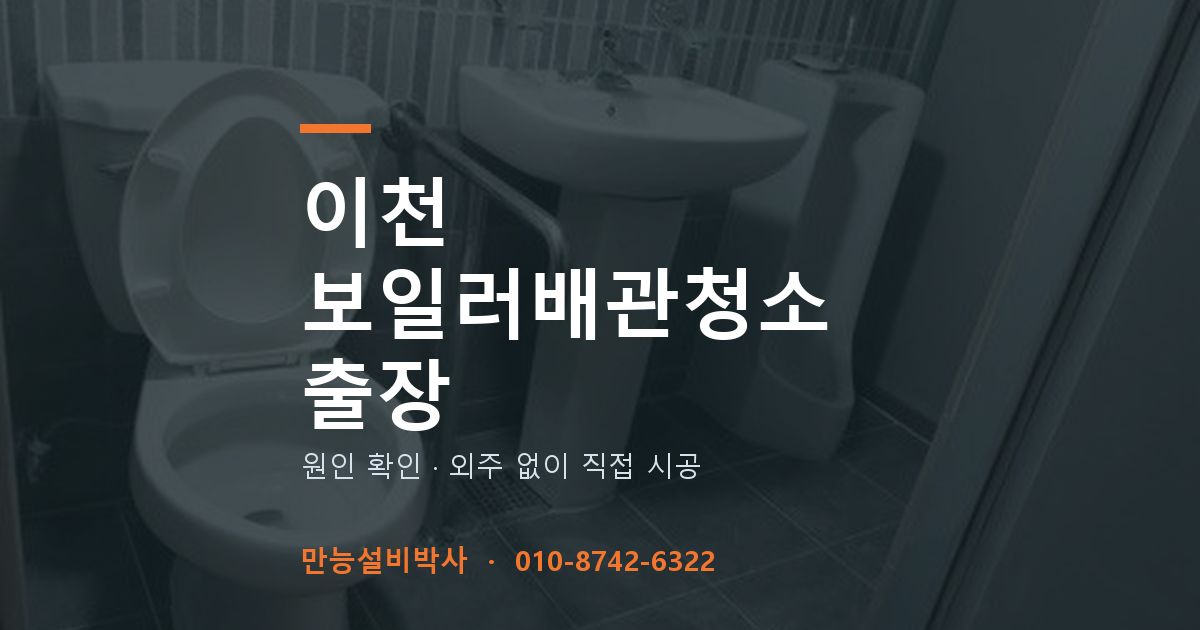 이천
보일러배관청소
출장
원인 확인 · 외주 없이 직접 시공
만능설비박사 · 010-8742-6322